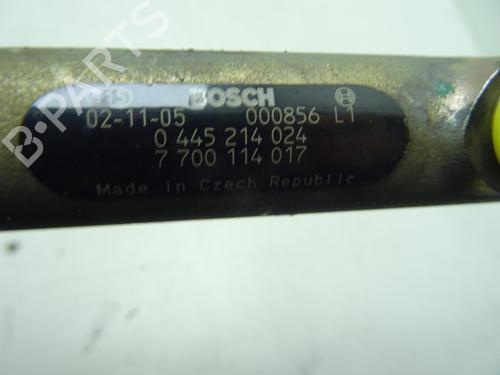 BOSCH
02-11-05 000856 L1
0 445 214 024
7 700 114 017
Made in Czech Republic
B-PARTS